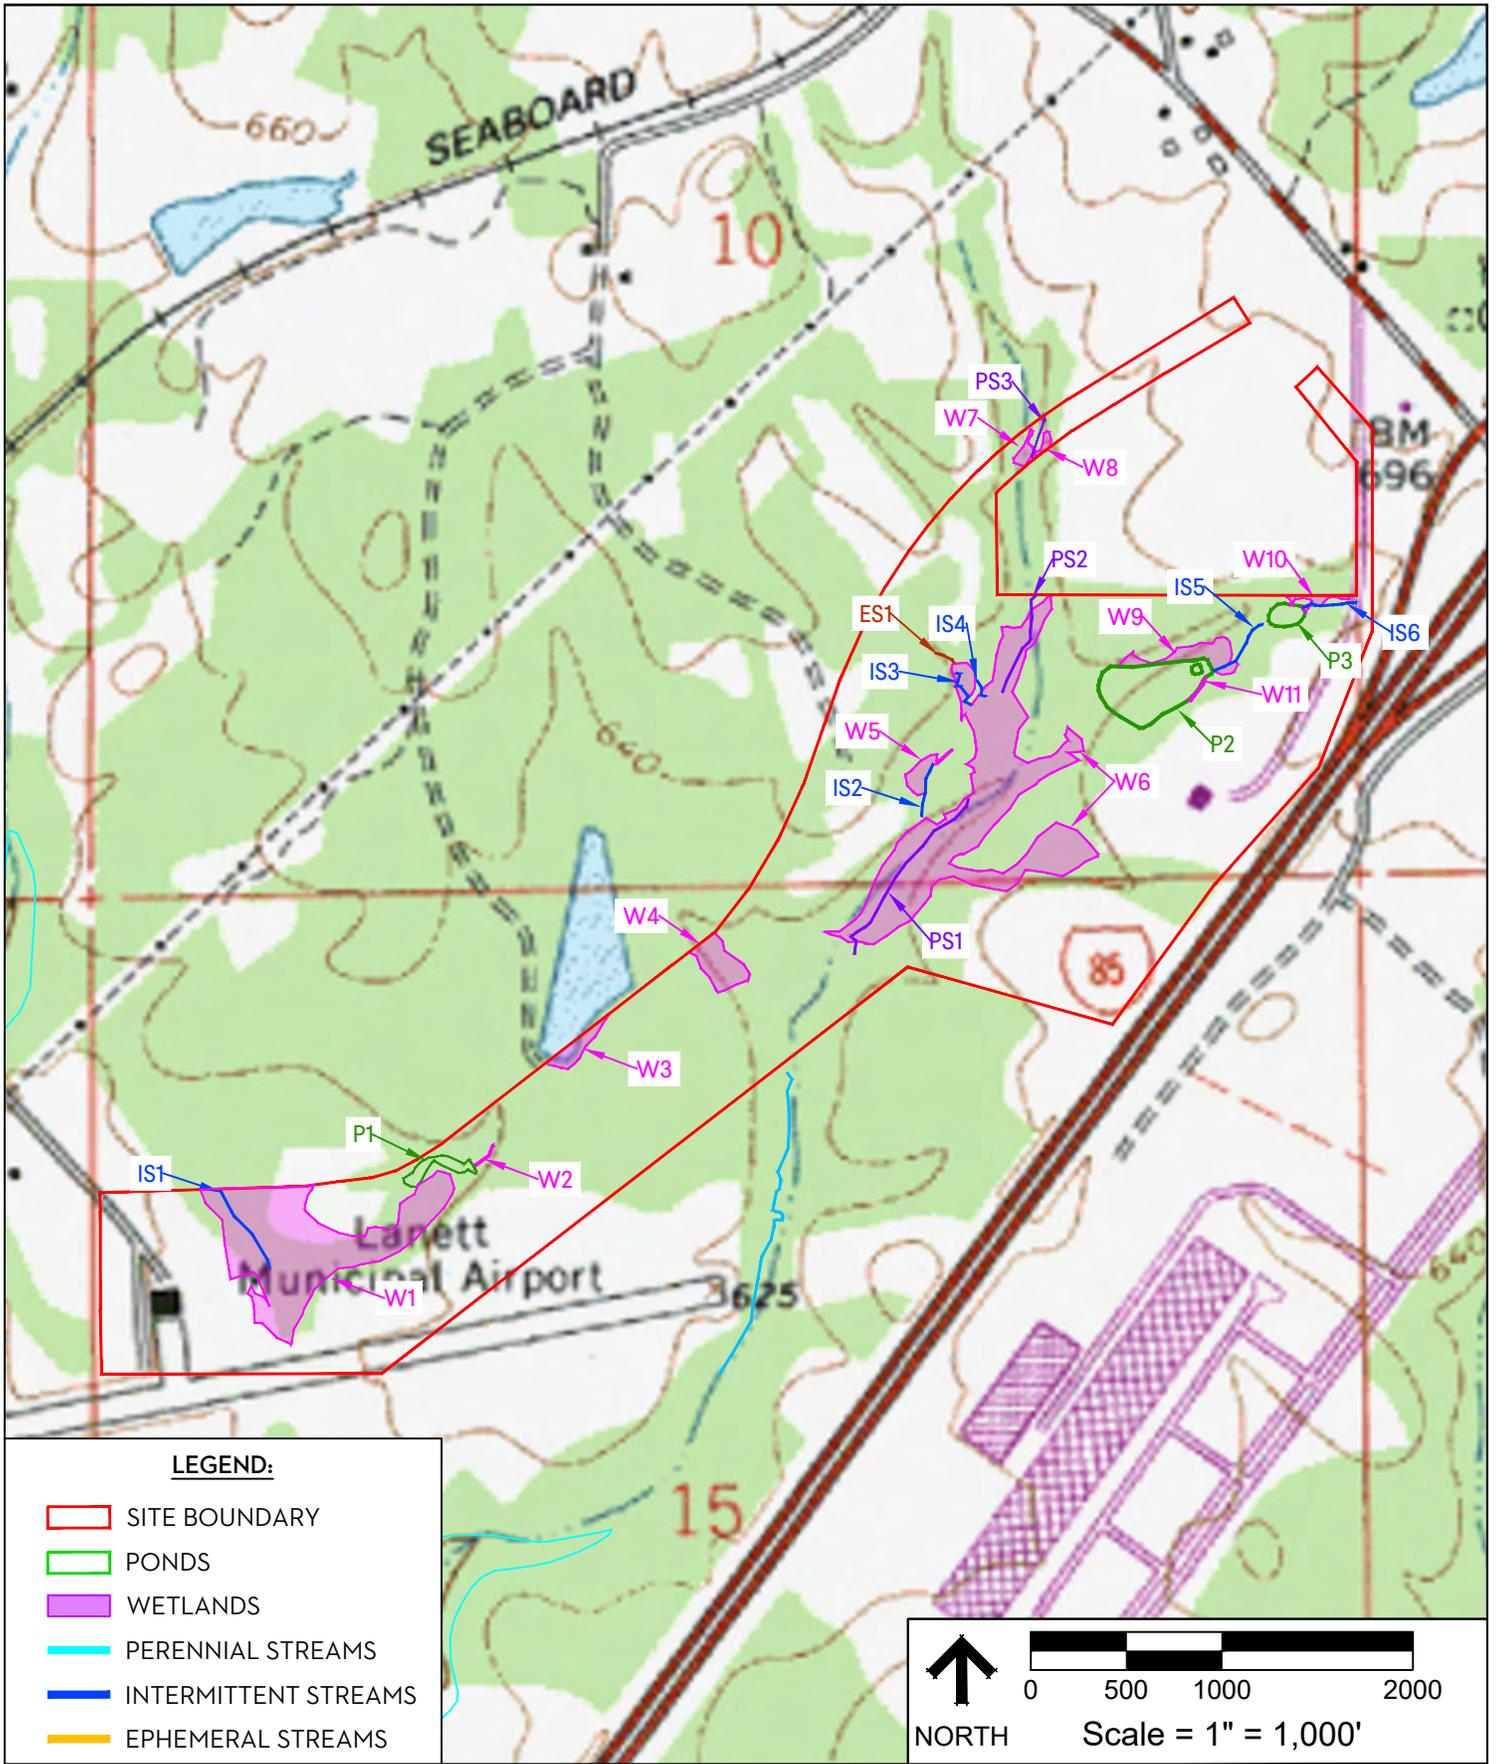 660
SEABOARD
10
PS3
W7
W8
BM
696
PS2
W10
IS5
ES1
IS4
W9
IS6
IS3
P3
W11
W5
640
P2
IS2
W6
W4
PS1
85
W3
P1
IS1
W2
Lanett
Municipal Airport
W1
3625
640
15
LEGEND:
SITE BOUNDARY
PONDS
WETLANDS
PERENNIAL STREAMS
INTERMITTENT STREAMS
EPHEMERAL STREAMS
0 500 1000 2000
NORTH
Scale = 1" = 1,000'